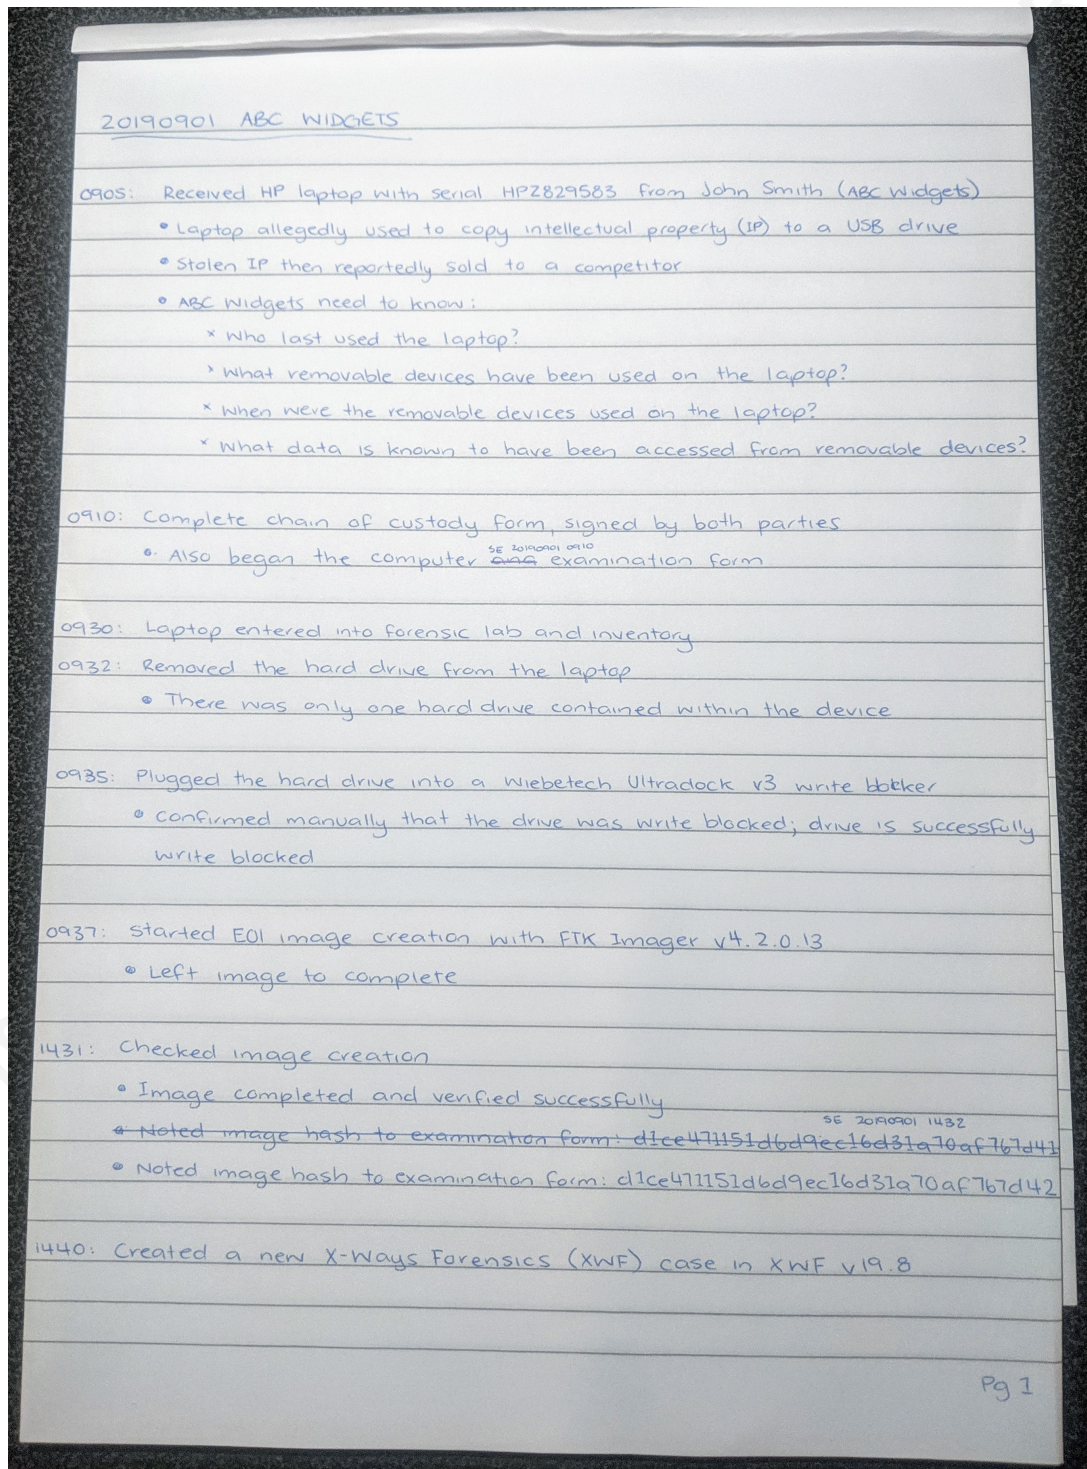 20190901 ABC WIDGETS
0905: Received HP laptop with serial HPZ829583 from John Smith (ABC Widgets)
• Laptop allegedly used to copy intellectual property (IP) to a USB drive
• Stolen IP then reportedly sold to a competitor
• ABC Widgets need to know:
× Who last used the laptop?
× What removable devices have been used on the laptop?
× When were the removable devices used on the laptop?
× What data is known to have been accessed from removable devices?
0910: Complete chain of custody form, signed by both parties
SE 20190901 0910
• Also began the computer examination form
0930: Laptop entered into forensic lab and inventory
0932: Removed the hard drive from the laptop
• There was only one hard drive contained within the device
0935: Plugged the hard drive into a Wiebetech Ultradock v3 write blocker
• Confirmed manually that the drive was write blocked; drive is successfully
write blocked
0937: Started E01 image creation with FTK Imager v4.2.0.13
• Left image to complete
1431: Checked image creation
• Image completed and verified successfully
SE 20190901 1432
• Noted image hash to examination form: d1ce471151d6d9ec16d31a70af767d41
• Noted image hash to examination form: d1ce471151d6d9ec16d31a70af767d42
1440: Created a new X-Ways Forensics (XWF) case in XWF v19.8
Pg 1